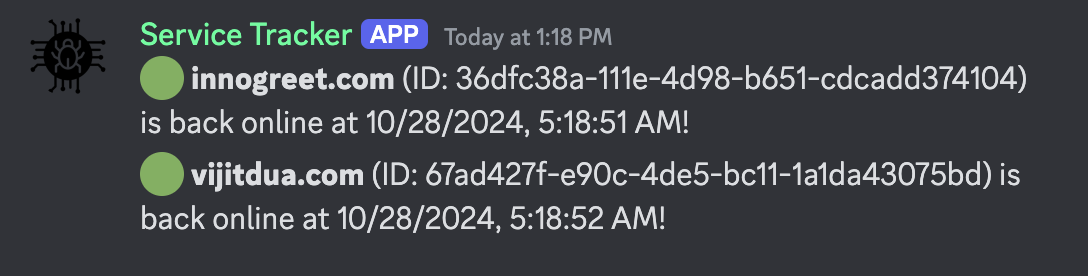 Service Tracker APP Today at 1:18 PM
innogreet.com (ID: 36dfc38a-111e-4d98-b651-cdcadd374104)
is back online at 10/28/2024, 5:18:51 AM!
vijitdua.com (ID: 67ad427f-e90c-4de5-bc11-1a1da43075bd) is
back online at 10/28/2024, 5:18:52 AM!